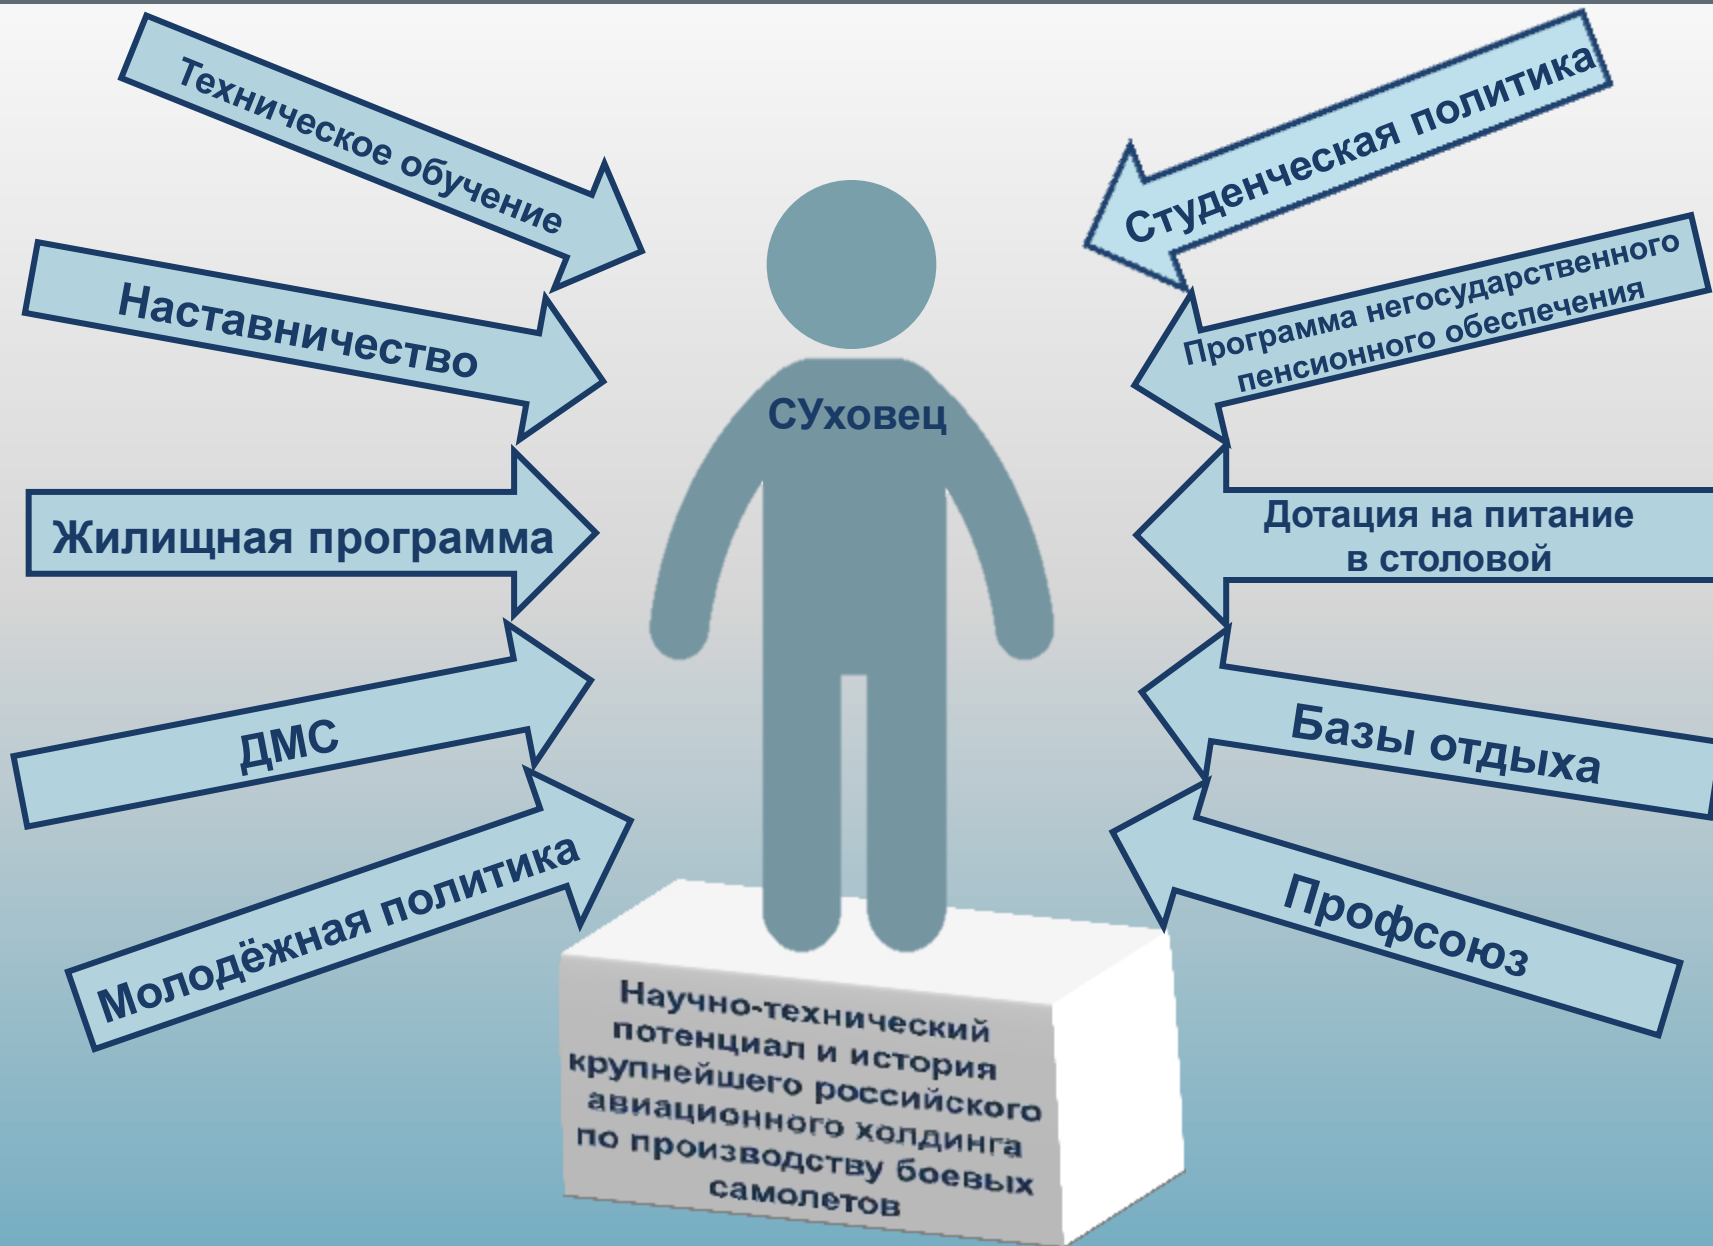 Техническое обучение
Наставничество
Жилищная программа
ДМС
Молодёжная политика
СУховец
Студенческая политика
Программа негосударственного
пенсионного обеспечения
Дотация на питание
в столовой
Базы отдыха
Профсоюз
Научно-технический
потенциал и история
крупнейшего российского
авиационного холдинга
по производству боевых
самолетов